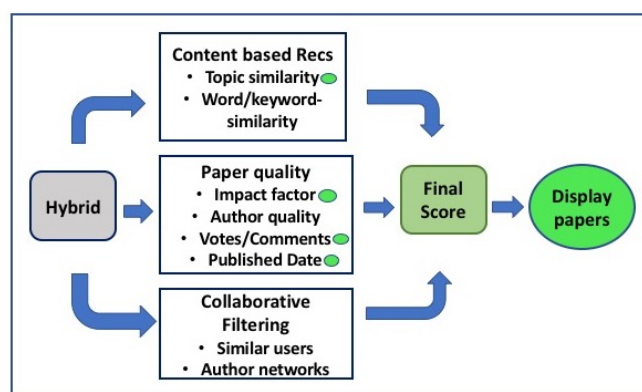 Content based Recs
• Topic similarity
• Word/keyword-
similarity
Hybrid
Paper quality
• Impact factor
• Author quality
• Votes/Comments
• Published Date
Final
Score
Display
papers
Collaborative
Filtering
• Similar users
• Author networks